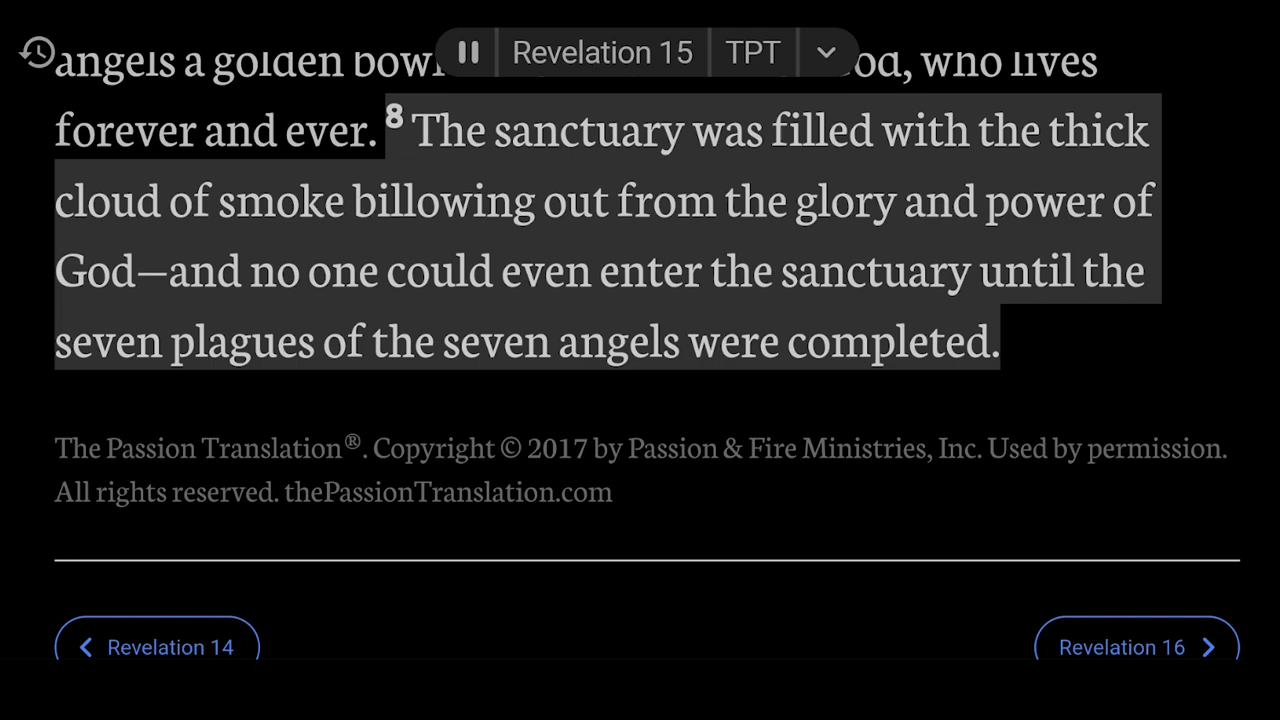 Revelation 15 TPT
angels a golden bowl od, who lives
forever and ever. 8 The sanctuary was filled with the thick
cloud of smoke billowing out from the glory and power of
God—and no one could even enter the sanctuary until the
seven plagues of the seven angels were completed.
The Passion Translation®. Copyright © 2017 by Passion & Fire Ministries, Inc. Used by permission.
All rights reserved. thePassionTranslation.com
Revelation 14
Revelation 16